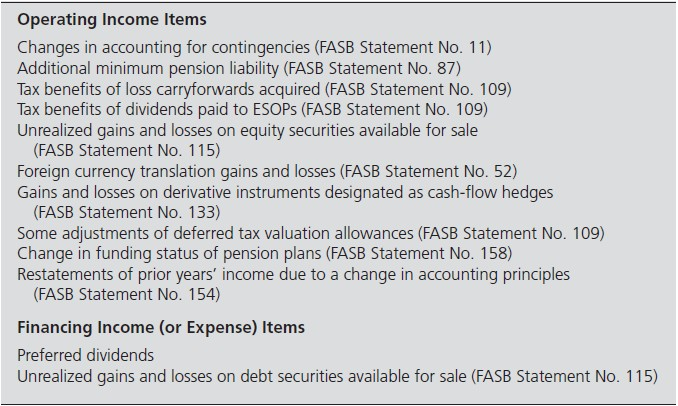 Operating Income Items
Changes in accounting for contingencies (FASB Statement No. 11)
Additional minimum pension liability (FASB Statement No. 87)
Tax benefits of loss carryforwards acquired (FASB Statement No. 109)
Tax benefits of dividends paid to ESOPs (FASB Statement No. 109)
Unrealized gains and losses on equity securities available for sale
(FASB Statement No. 115)
Foreign currency translation gains and losses (FASB Statement No. 52)
Gains and losses on derivative instruments designated as cash-flow hedges
(FASB Statement No. 133)
Some adjustments of deferred tax valuation allowances (FASB Statement No. 109)
Change in funding status of pension plans (FASB Statement No. 158)
Restatements of prior years' income due to a change in accounting principles
(FASB Statement No. 154)
Financing Income (or Expense) Items
Preferred dividends
Unrealized gains and losses on debt securities available for sale (FASB Statement No. 115)